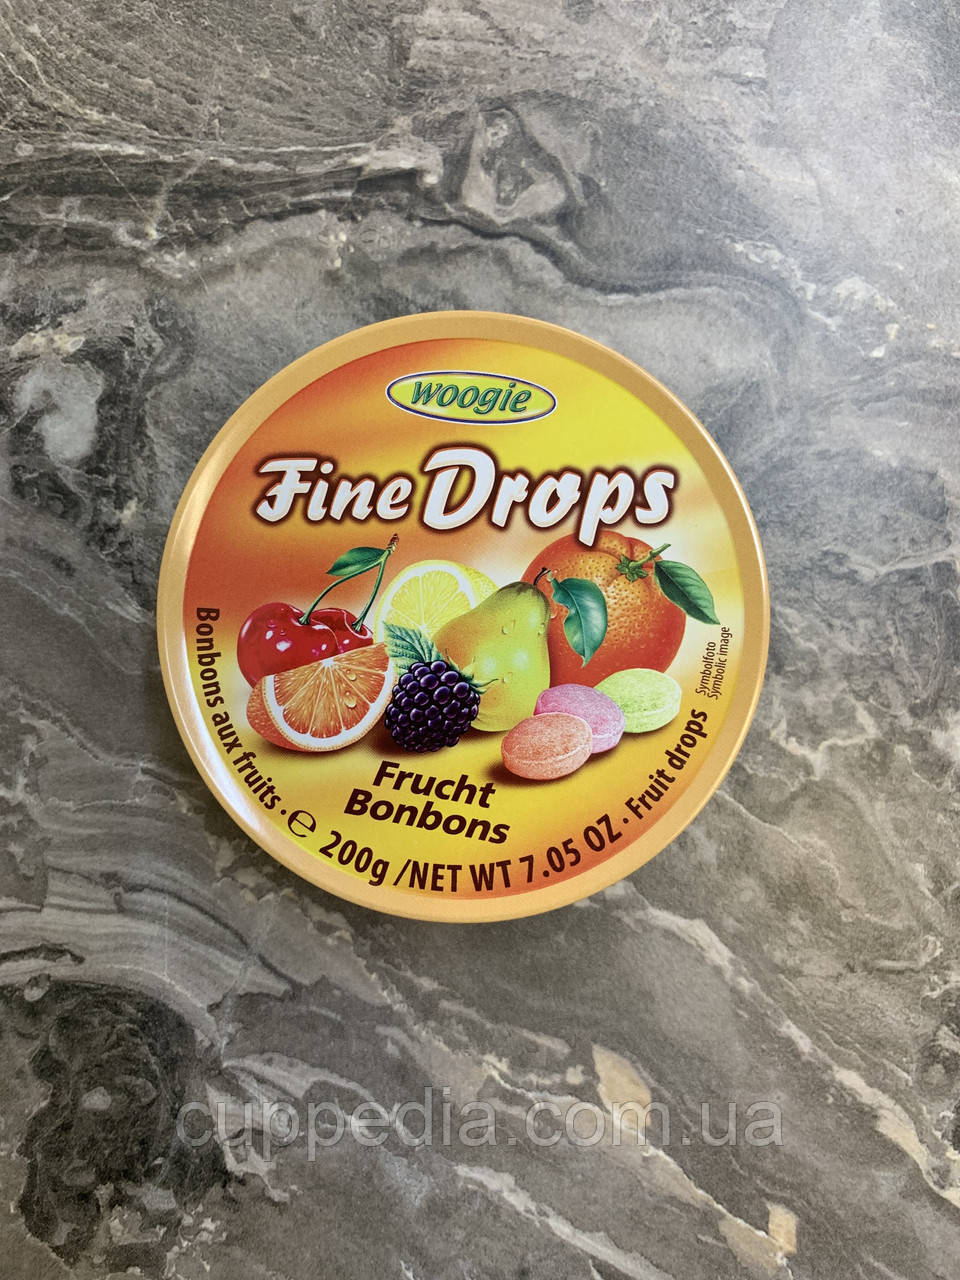 woogie
Fine Drops
Symbolfoto
Symbolic image
Frucht
Bonbons
Bonbons aux fruits · ℮ 200g /NET WT 7.05 OZ · Fruit drops
cuppedia.com.ua